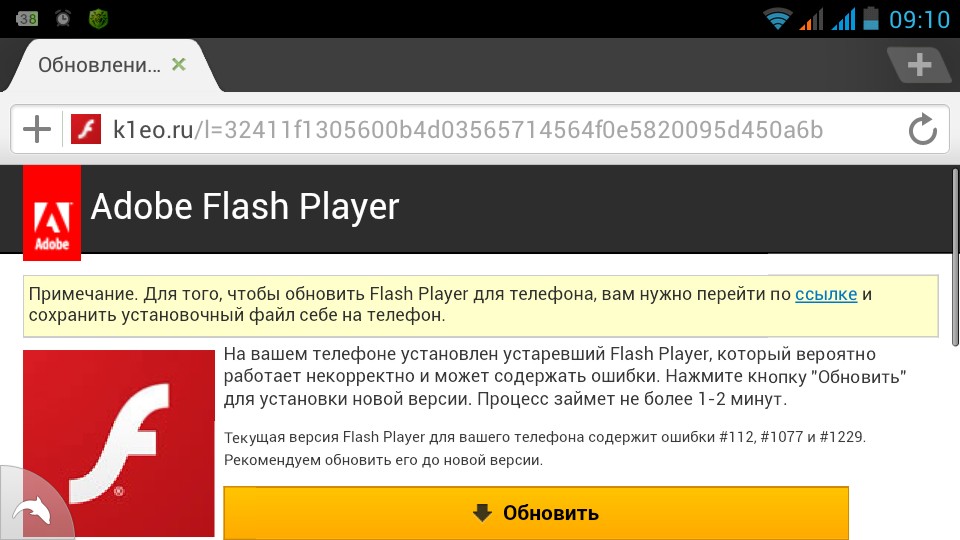 38
09:10
Обновлени...
k1eo.ru/l=32411f1305600b4d03565714564f0e5820095d450a6b
Adobe
Adobe Flash Player
Примечание. Для того, чтобы обновить Flash Player для телефона, вам нужно перейти по ссылке и
сохранить установочный файл себе на телефон.
На вашем телефоне установлен устаревший Flash Player, который вероятно
работает некорректно и может содержать ошибки. Нажмите кнопку "Обновить"
для установки новой версии. Процесс займет не более 1-2 минут.
Текущая версия Flash Player для вашего телефона содержит ошибки #112, #1077 и #1229.
Рекомендуем обновить его до новой версии.
®
Обновить